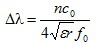 Δλ = nc₀ / 4√εr f₀